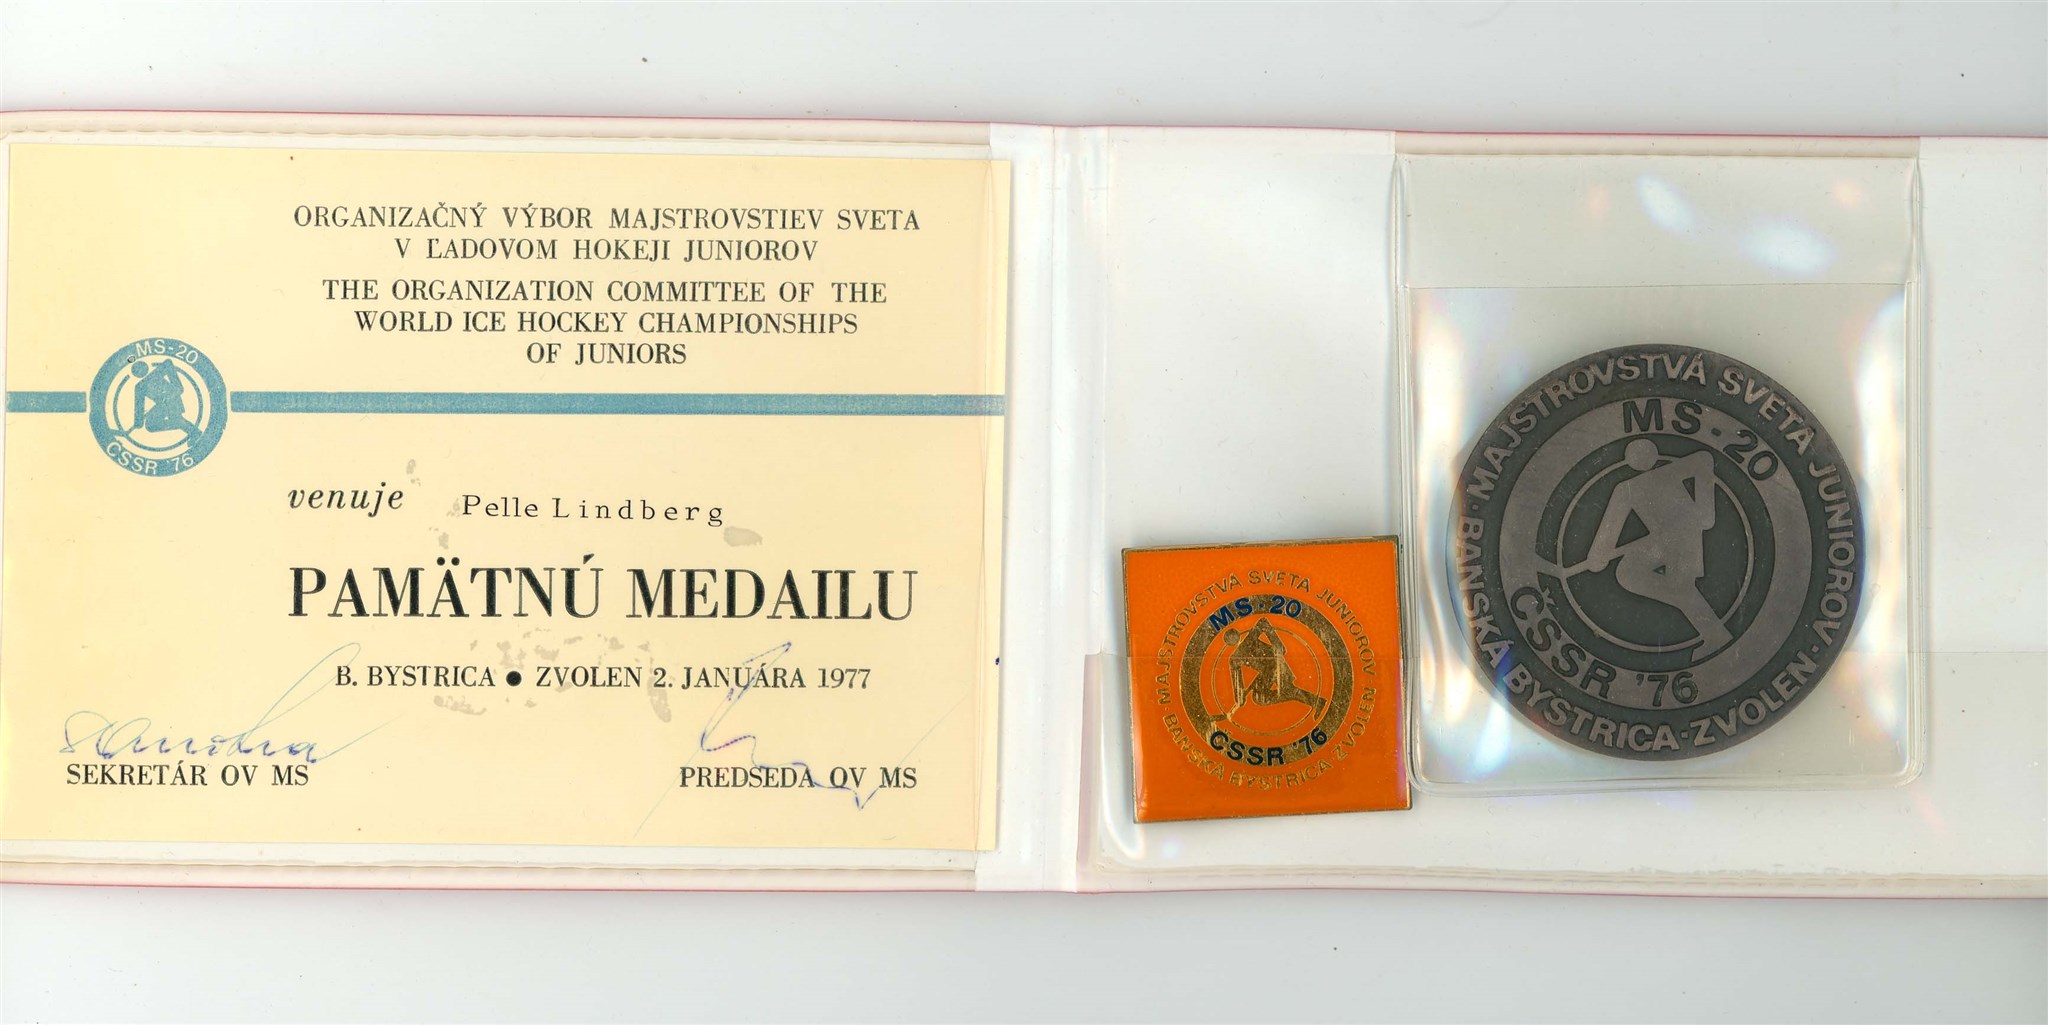 ORGANIZAČNÝ VÝBOR MAJSTROVSTIEV SVETA
V ĽADOVOM HOKEJI JUNIOROV
THE ORGANIZATION COMMITTEE OF THE
WORLD ICE HOCKEY CHAMPIONSHIPS
OF JUNIORS
MS-20
ČSSR '76
venuje Pelle Lindberg
PAMÄTNÚ MEDAILU
B. BYSTRICA ● ZVOLEN 2. JANUÁRA 1977
SEKRETÁR OV MS
PREDSEDA OV MS
MAJSTROVSTVÁ SVETA JUNIOROV
MS·20
ČSSR '76
BANSKÁ BYSTRICA ZVOLEN
MAJSTROVSTVÁ SVETA JUNIOROV
MS·20
ČSSR '76
BANSKÁ BYSTRICA·ZVOLEN